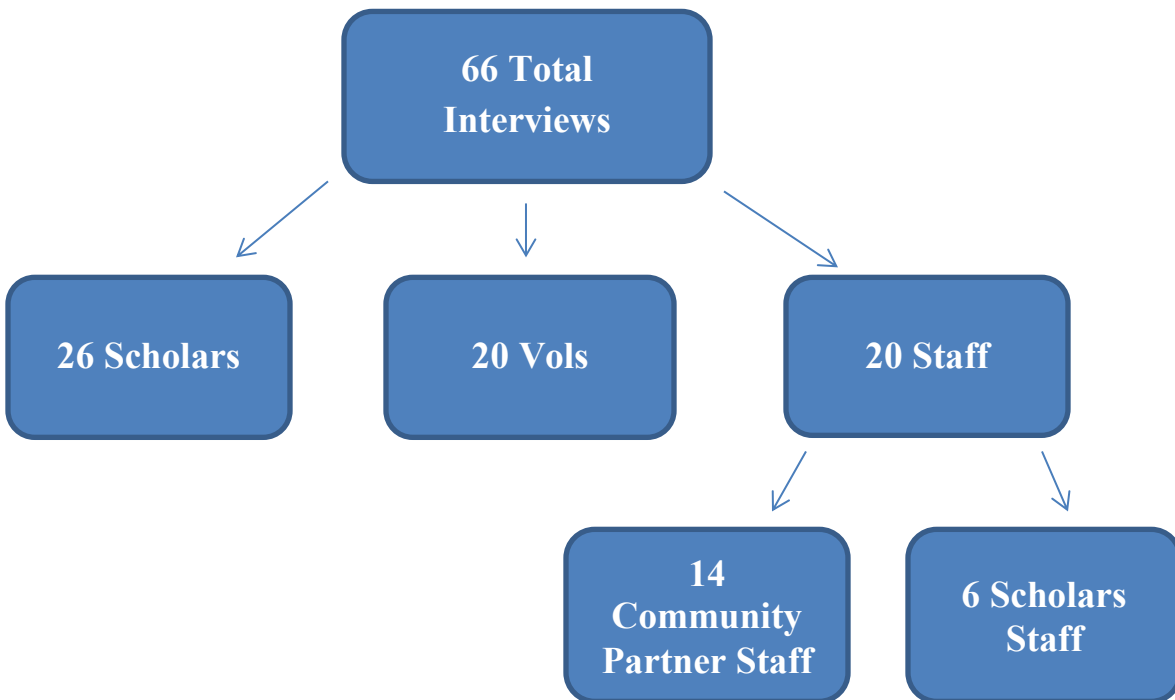 66 Total
Interviews
26 Scholars
20 Vols
20 Staff
14
Community
Partner Staff
6 Scholars
Staff